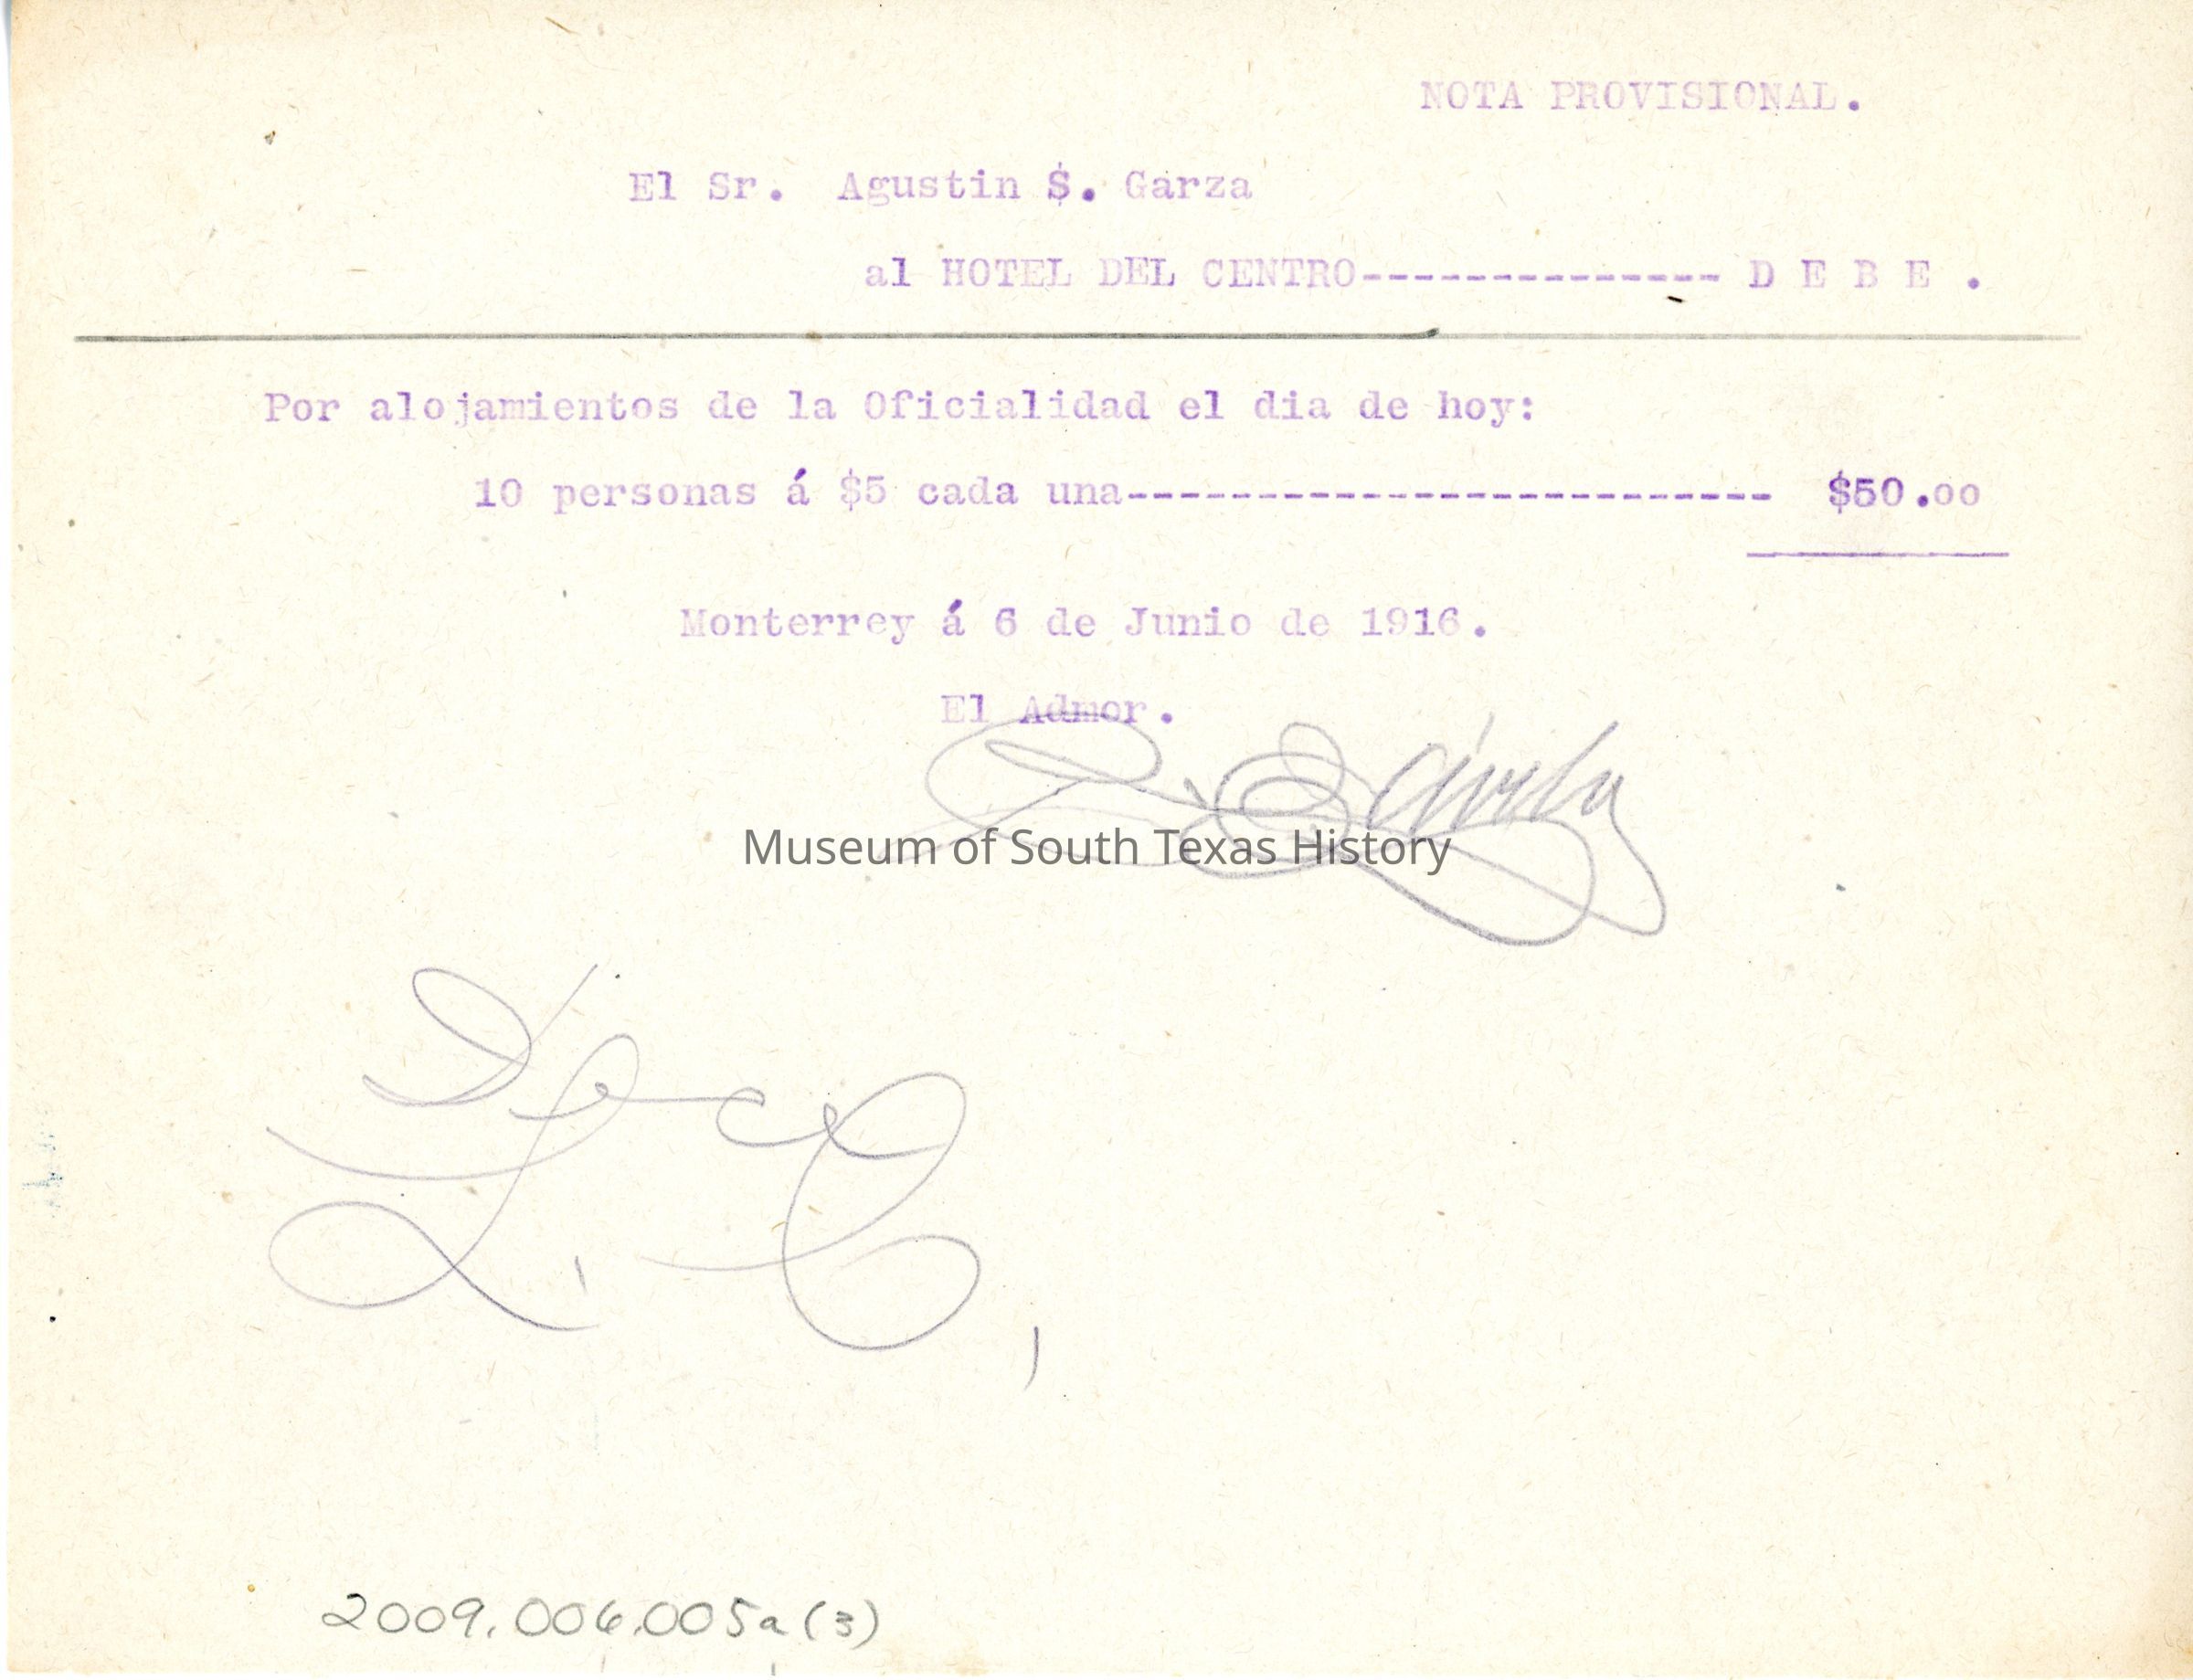 NOTA PROVISIONAL.
El Sr. Agustin $. Garza
al HOTEL DEL CENTRO-------------- D E B E .
Por alojamientos de la Oficialidad el dia de hoy:
10 personas á $5 cada una------------------------- $50.00
Monterrey á 6 de Junio de 1916.
El Admor.
Museum of South Texas History
2009.006.005a(3)